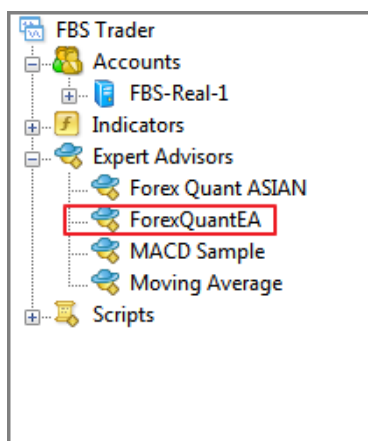 FBS Trader
Accounts
FBS-Real-1
Indicators
Expert Advisors
Forex Quant ASIAN
ForexQuantEA
MACD Sample
Moving Average
Scripts